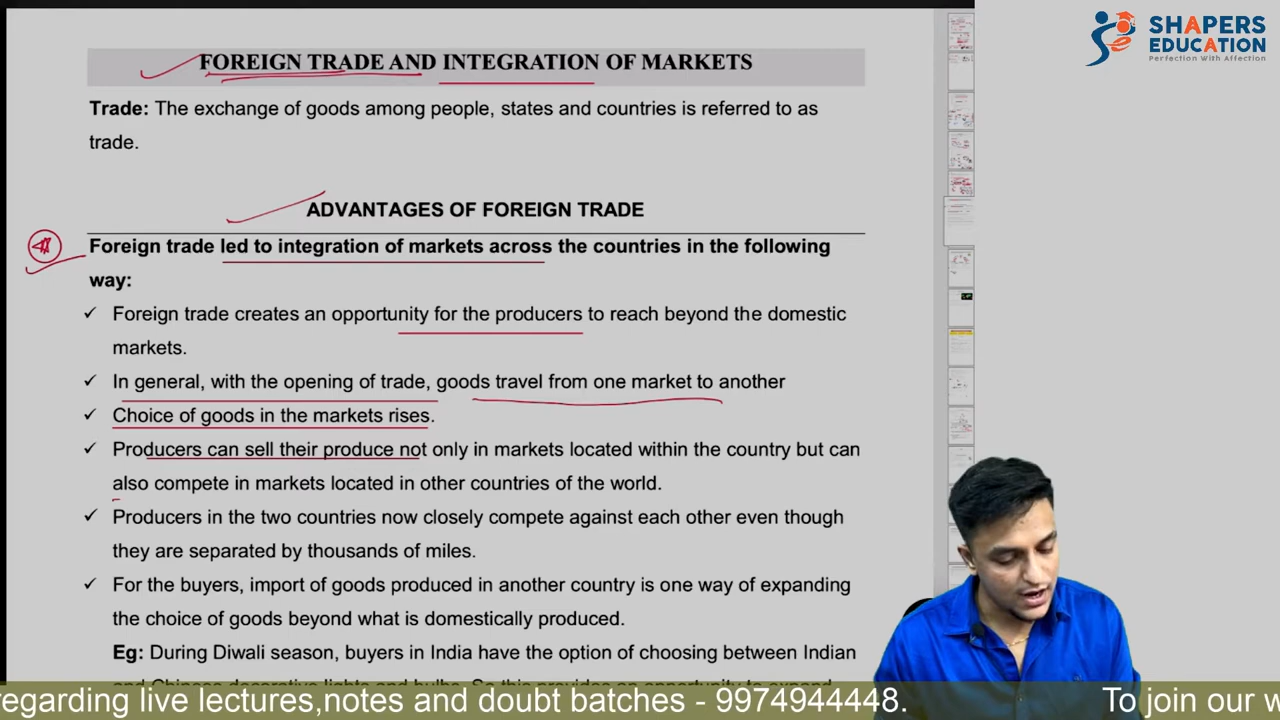 SHAPERS
EDUCATION
Perfection With Affection
FOREIGN TRADE AND INTEGRATION OF MARKETS
Trade: The exchange of goods among people, states and countries is referred to as
trade.
ADVANTAGES OF FOREIGN TRADE
Foreign trade led to integration of markets across the countries in the following
way:
✓ Foreign trade creates an opportunity for the producers to reach beyond the domestic
markets.
✓ In general, with the opening of trade, goods travel from one market to another
✓ Choice of goods in the markets rises.
✓ Producers can sell their produce not only in markets located within the country but can
also compete in markets located in other countries of the world.
✓ Producers in the two countries now closely compete against each other even though
they are separated by thousands of miles.
✓ For the buyers, import of goods produced in another country is one way of expanding
the choice of goods beyond what is domestically produced.
Eg: During Diwali season, buyers in India have the option of choosing between Indian
regarding live lectures,notes and doubt batches - 9974944448. To join our w